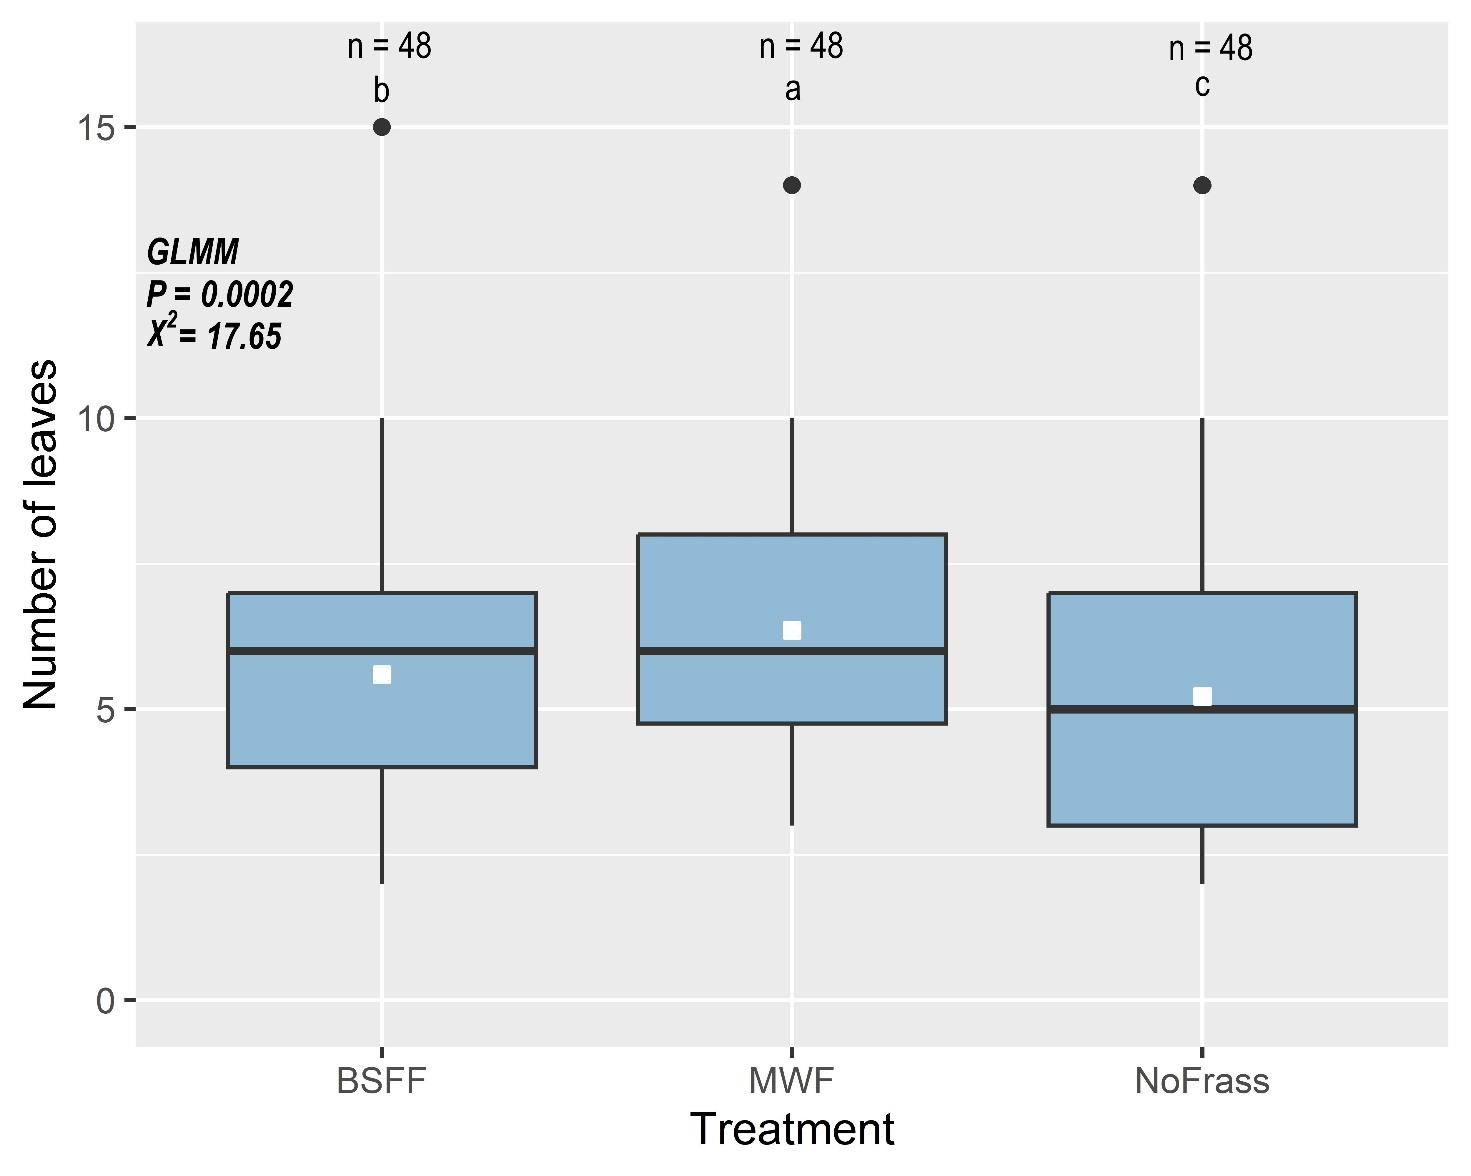 n = 48
n = 48
n = 48
b
a
c
15
GLMM
P = 0.0002
X²= 17.65
10
5
0
Number of leaves
BSFF
MWF
NoFrass
Treatment